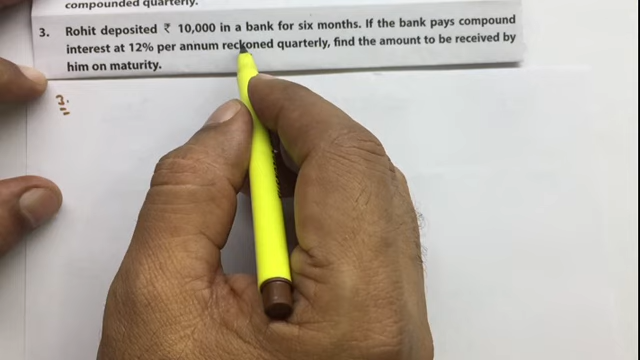 compounded quarterly.
3. Rohit deposited ₹ 10,000 in a bank for six months. If the bank pays compound
interest at 12% per annum reckoned quarterly, find the amount to be received by
him on maturity.
3.